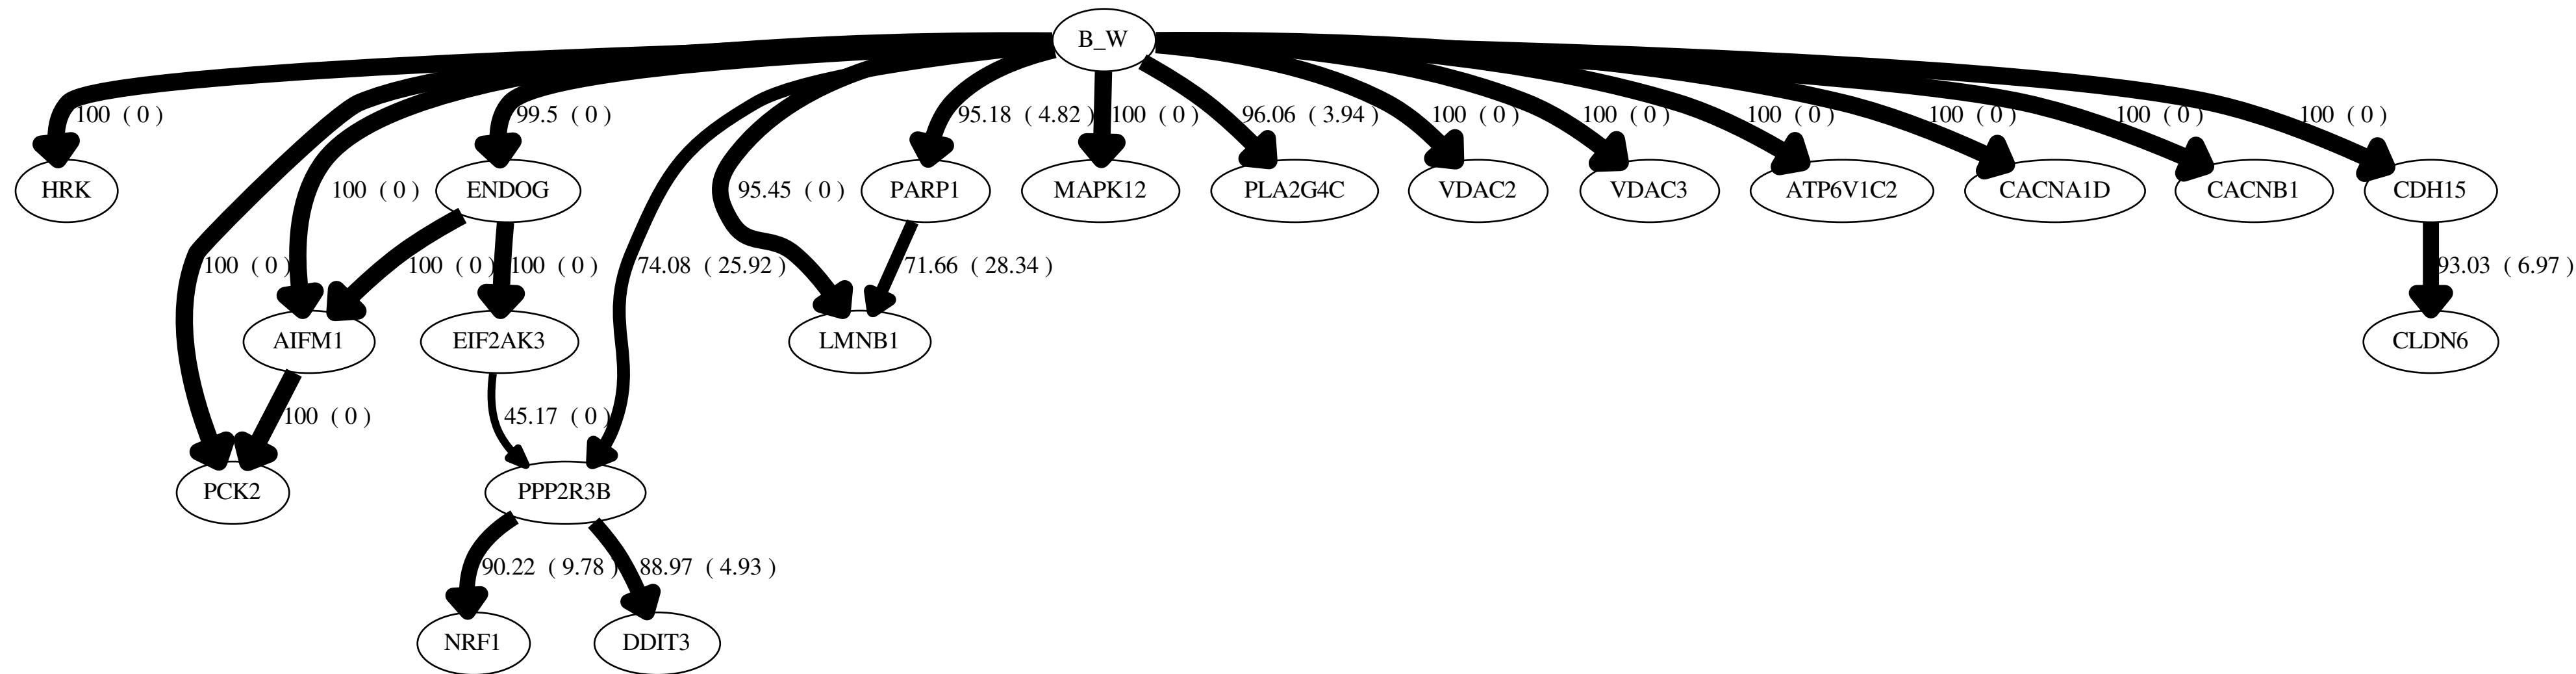 B_W
100 ( 0 )
99.5 ( 0 )
95.18 ( 4.82 )
100 ( 0 )
96.06 ( 3.94 )
100 ( 0 )
100 ( 0 )
100 ( 0 )
100 ( 0 )
100 ( 0 )
100 ( 0 )
HRK
100 ( 0 )
ENDOG
95.45 ( 0 )
PARP1
MAPK12
PLA2G4C
VDAC2
VDAC3
ATP6V1C2
CACNA1D
CACNB1
CDH15
100 ( 0 )
100 ( 0 )
100 ( 0 )
74.08 ( 25.92 )
71.66 ( 28.34 )
93.03 ( 6.97 )
AIFM1
EIF2AK3
LMNB1
CLDN6
100 ( 0 )
45.17 ( 0 )
PCK2
PPP2R3B
90.22 ( 9.78 )
88.97 ( 4.93 )
NRF1
DDIT3